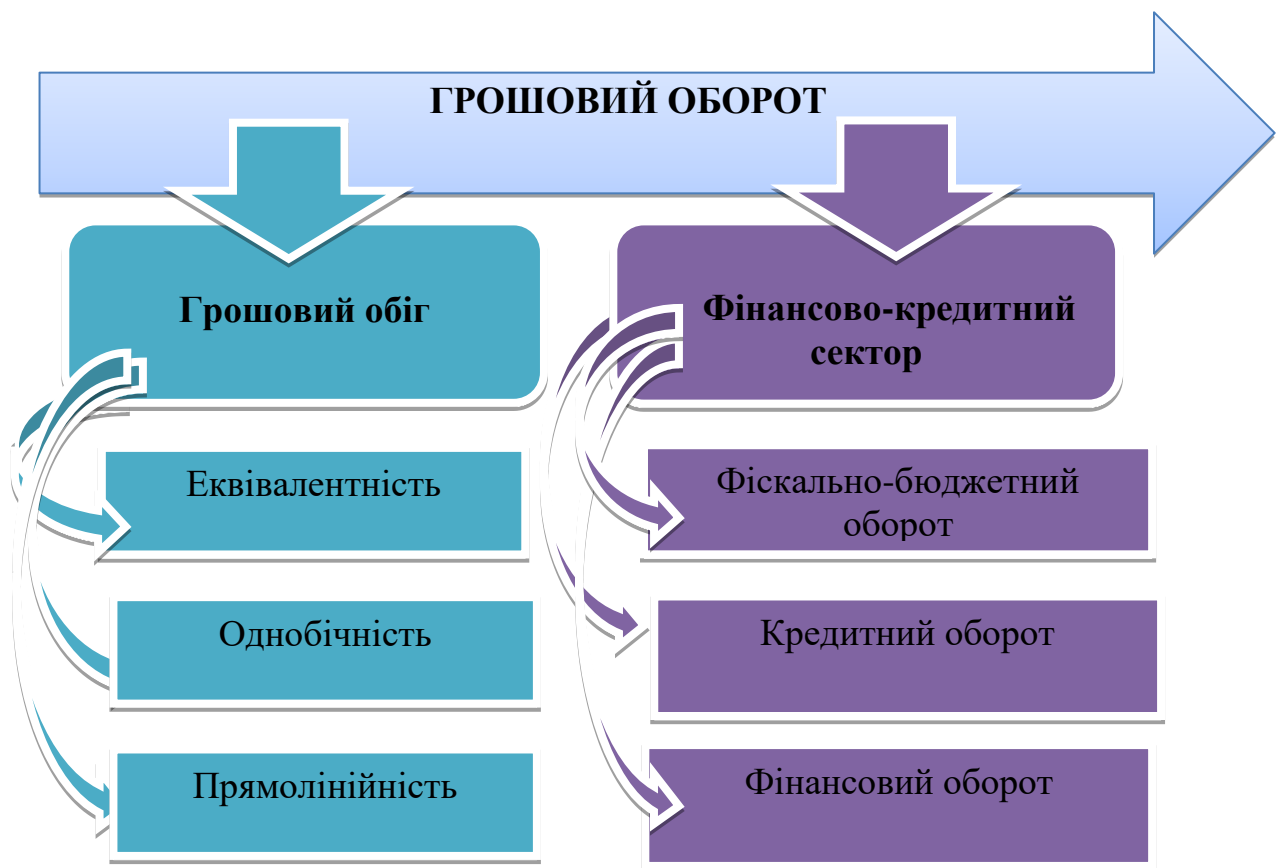 ГРОШОВИЙ ОБОРОТ
Грошовий обіг
Еквівалентність
Однобічність
Прямолінійність
Фінансово-кредитний
сектор
Фіскально-бюджетний
оборот
Кредитний оборот
Фінансовий оборот